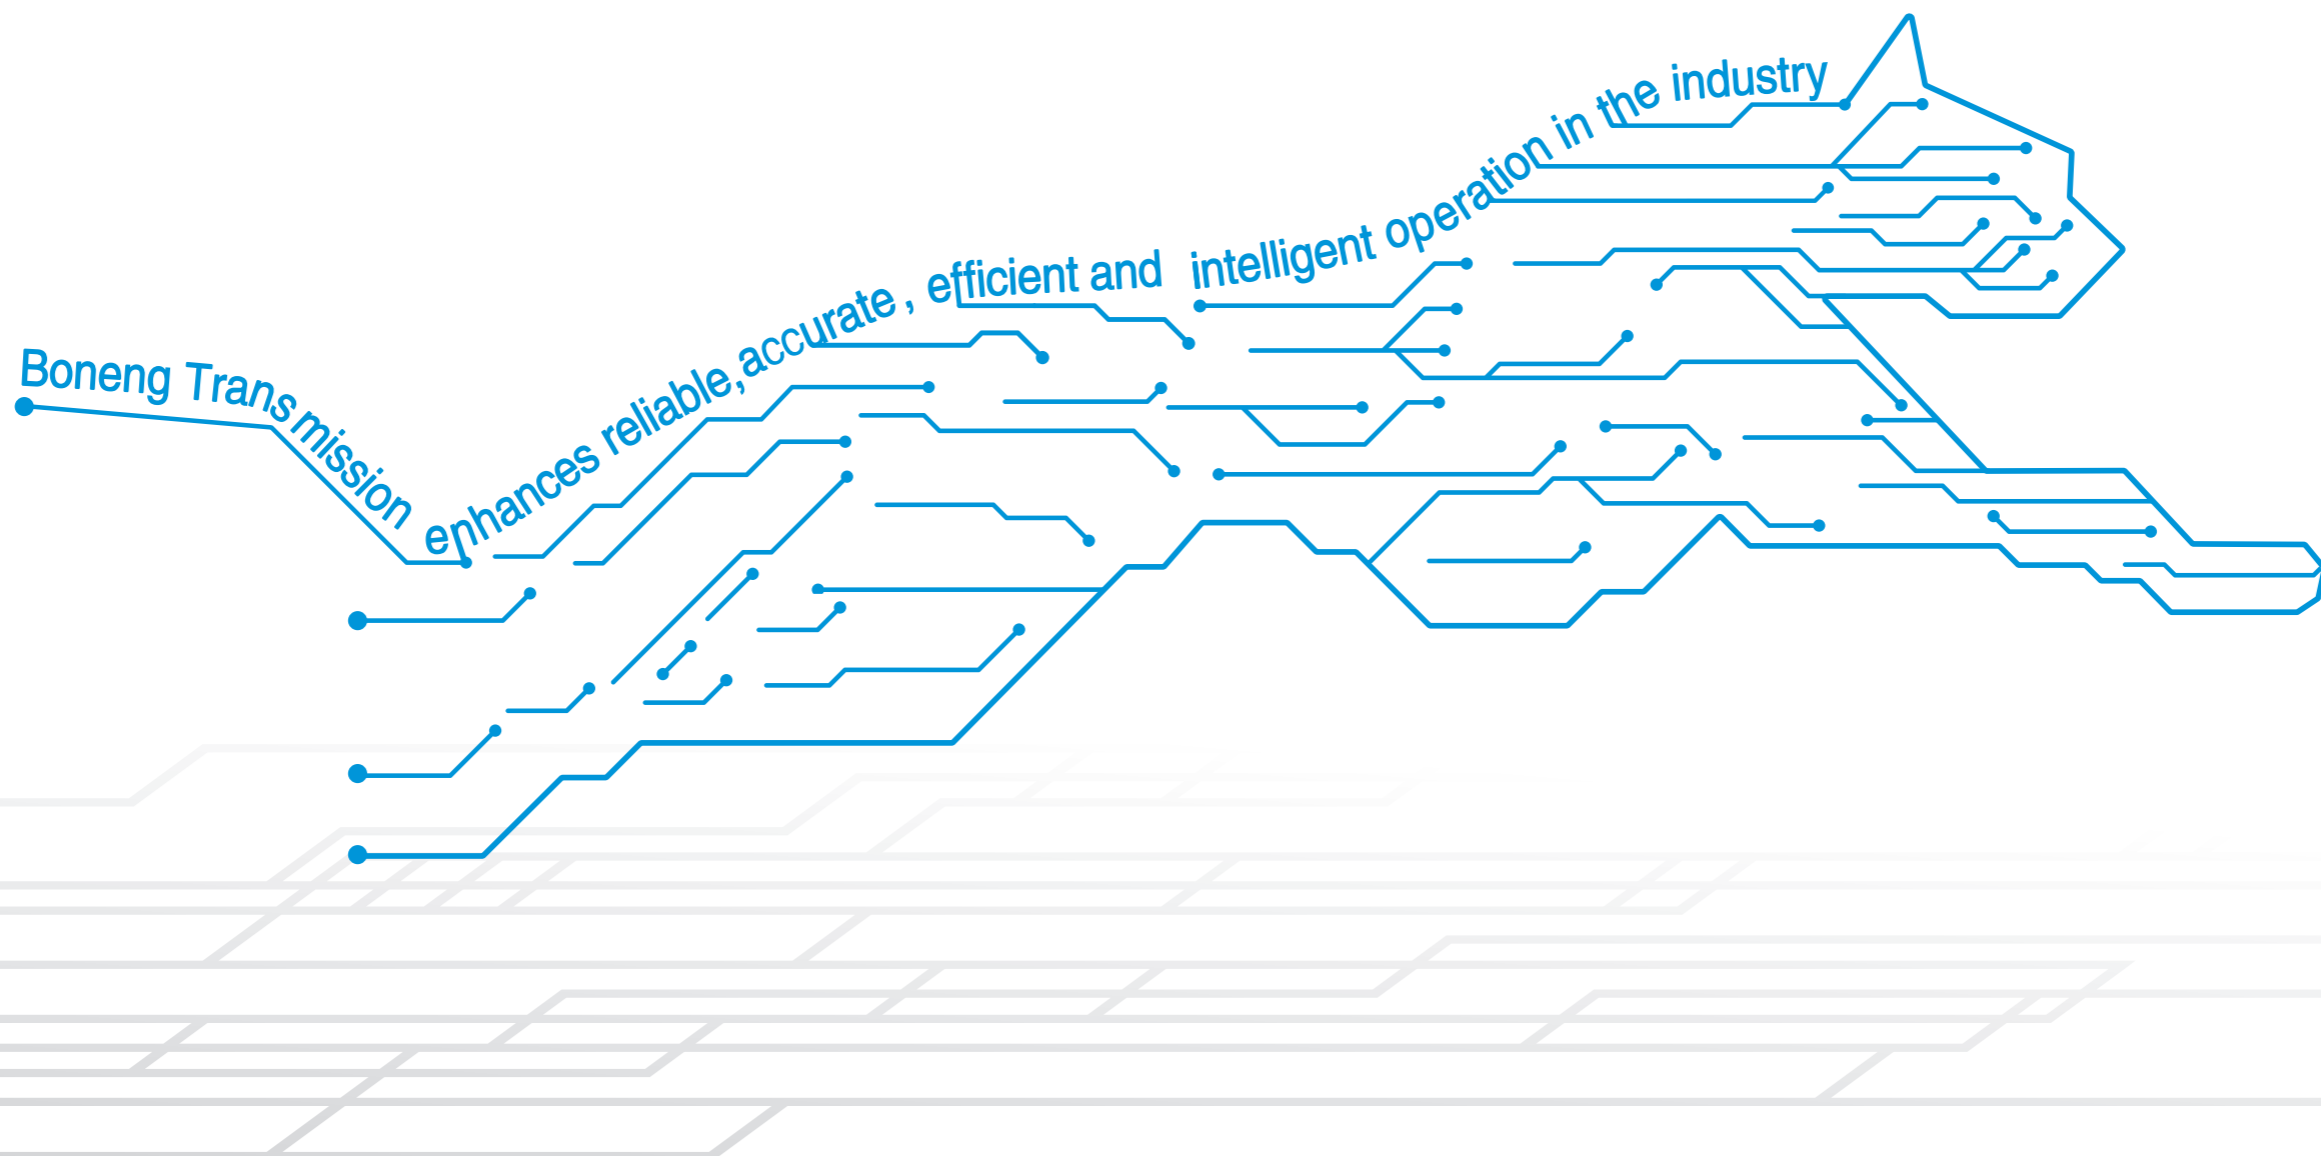 Boneng Transmission enhances reliable, accurate, efficient and intelligent operation in the industry